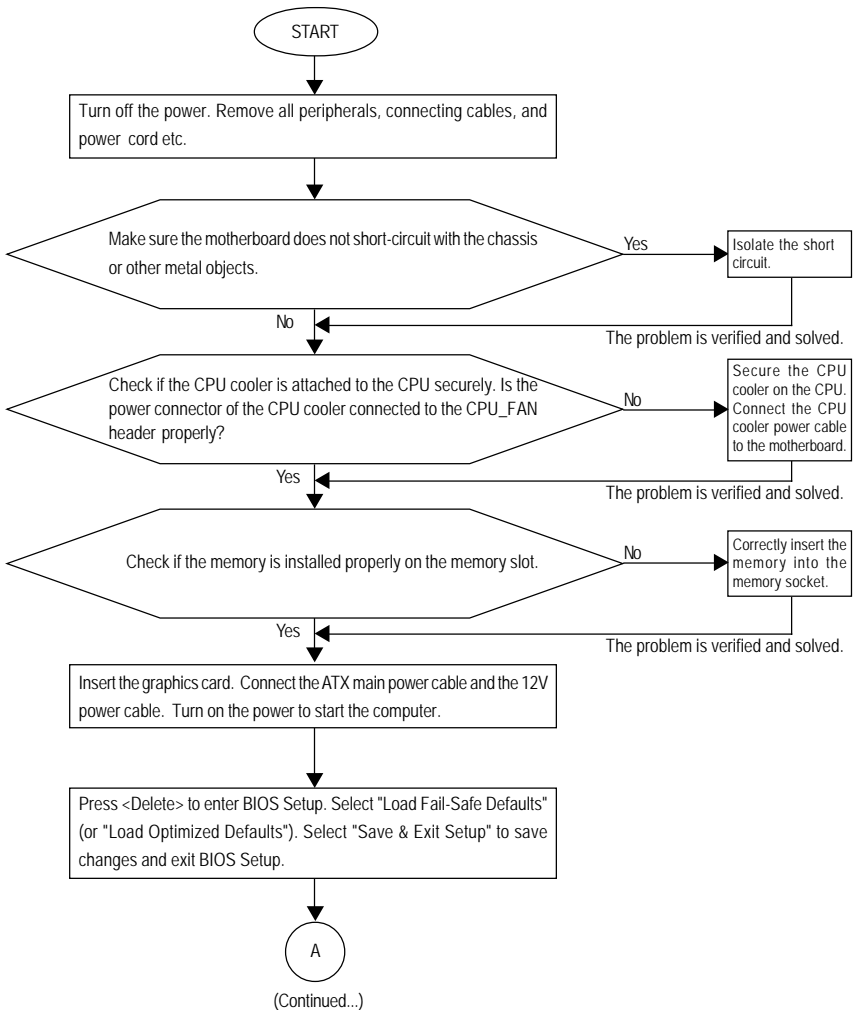 START
Turn off the power. Remove all peripherals, connecting cables, and
power cord etc.
Make sure the motherboard does not short-circuit with the chassis
or other metal objects.
Yes
Isolate the short
circuit.
No
The problem is verified and solved.
Check if the CPU cooler is attached to the CPU securely. Is the
power connector of the CPU cooler connected to the CPU_FAN
header properly?
No
Secure the CPU
cooler on the CPU.
Connect the CPU
cooler power cable
to the motherboard.
Yes
The problem is verified and solved.
Check if the memory is installed properly on the memory slot.
No
Correctly insert the
memory into the
memory socket.
Yes
The problem is verified and solved.
Insert the graphics card. Connect the ATX main power cable and the 12V
power cable. Turn on the power to start the computer.
Press <Delete> to enter BIOS Setup. Select "Load Fail-Safe Defaults"
(or "Load Optimized Defaults"). Select "Save & Exit Setup" to save
changes and exit BIOS Setup.
A
(Continued...)